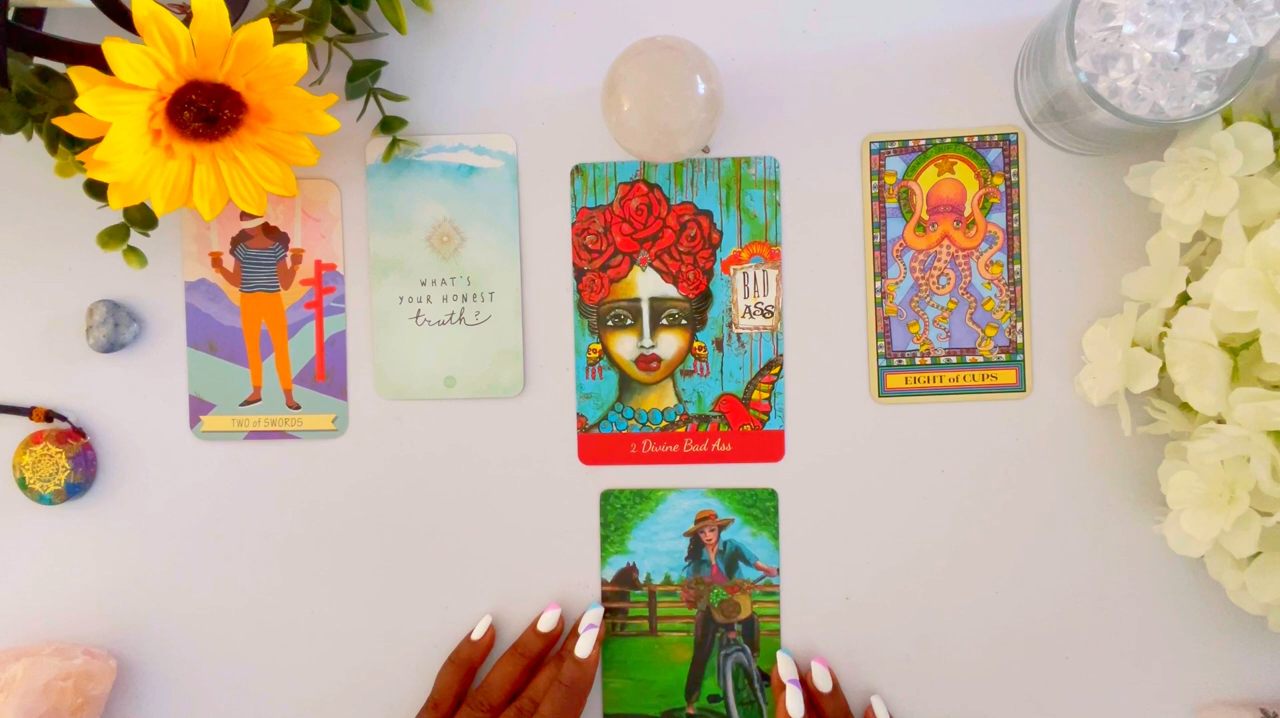 TWO of SWORDS
WHAT'S
YOUR HONEST
truth?
BAD
ASS
2 Divine Bad Ass
EIGHT of CUPS